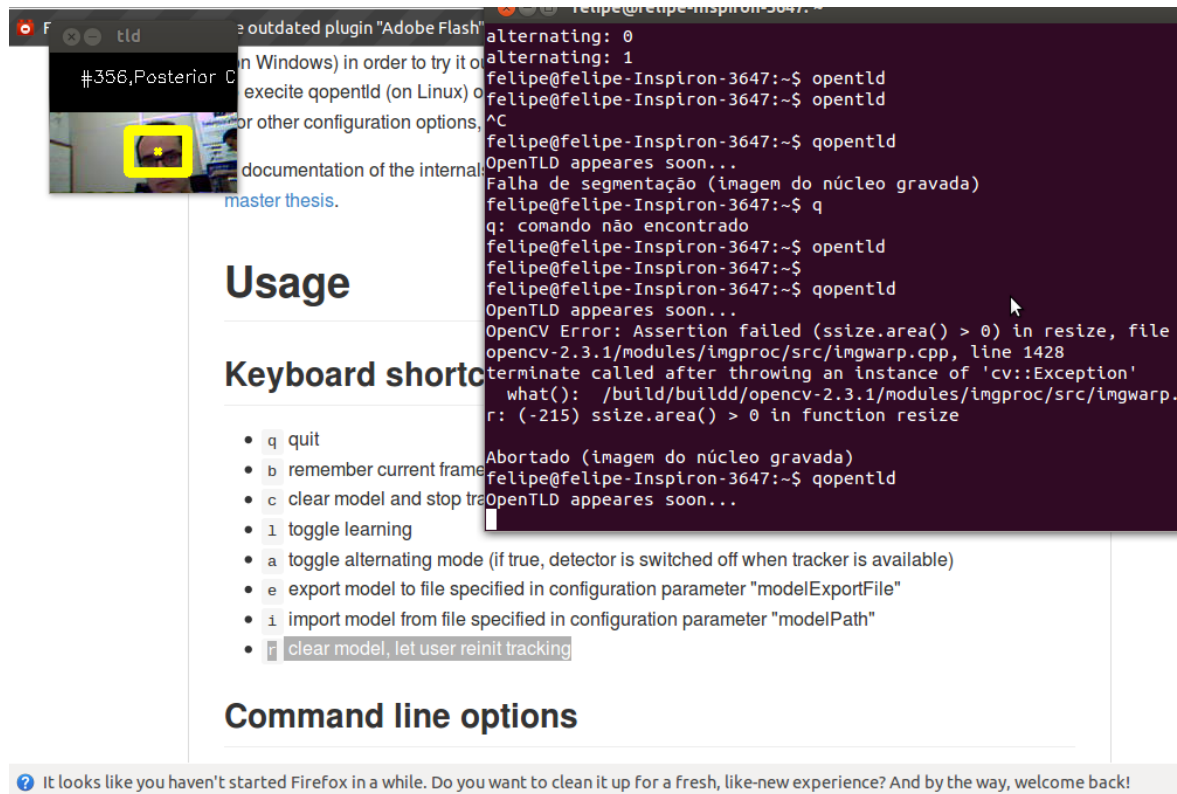 e outdated plugin "Adobe Flash"
tld
#356,Posterior C
n Windows) in order to try it ou
execite qopentld (on Linux) o
or other configuration options,
documentation of the internals
master thesis.
Usage
Keyboard shortc
q quit
b remember current frame
c clear model and stop tra
l toggle learning
a toggle alternating mode (if true, detector is switched off when tracker is available)
e export model to file specified in configuration parameter "modelExportFile"
i import model from file specified in configuration parameter "modelPath"
r clear model, let user reinit tracking
Command line options
felipe@felipe-Inspiron-3647: ~
alternating: 0
alternating: 1
felipe@felipe-Inspiron-3647:~$ opentld
felipe@felipe-Inspiron-3647:~$ opentld
^C
felipe@felipe-Inspiron-3647:~$ qopentld
OpenTLD appeares soon...
Falha de segmentação (imagem do núcleo gravada)
felipe@felipe-Inspiron-3647:~$ q
q: comando não encontrado
felipe@felipe-Inspiron-3647:~$ opentld
felipe@felipe-Inspiron-3647:~$
felipe@felipe-Inspiron-3647:~$ qopentld
OpenTLD appeares soon...
OpenCV Error: Assertion failed (ssize.area() > 0) in resize, file
opencv-2.3.1/modules/imgproc/src/imgwarp.cpp, line 1428
terminate called after throwing an instance of 'cv::Exception'
what(): /build/buildd/opencv-2.3.1/modules/imgproc/src/imgwarp.
r: (-215) ssize.area() > 0 in function resize
Abortado (imagem do núcleo gravada)
felipe@felipe-Inspiron-3647:~$ qopentld
OpenTLD appeares soon...
It looks like you haven't started Firefox in a while. Do you want to clean it up for a fresh, like-new experience? And by the way, welcome back!